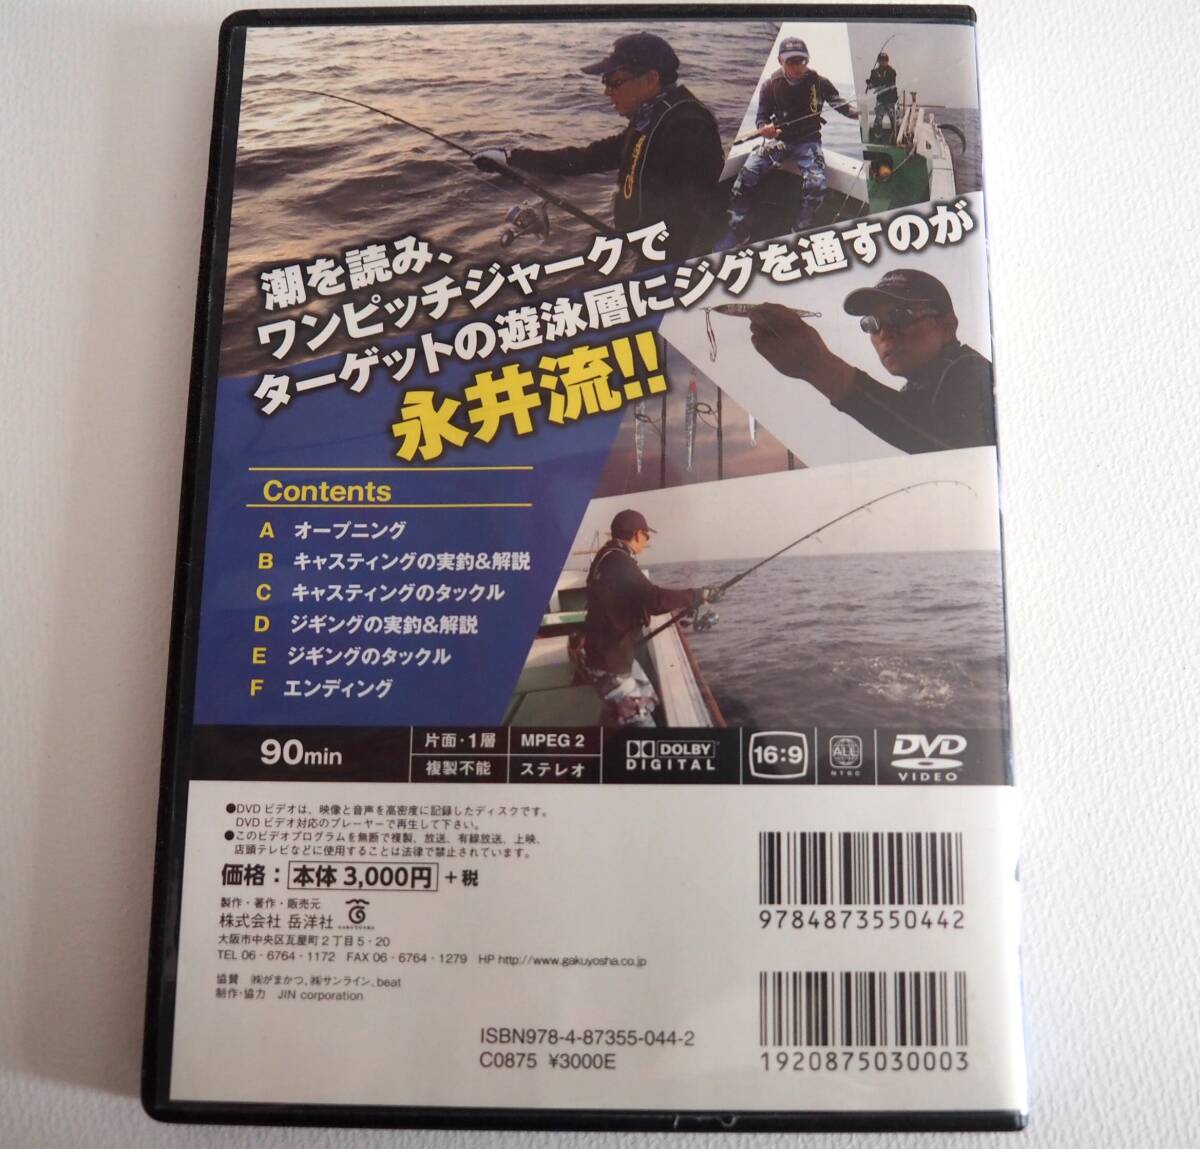 潮を読み、
ワンピッチジャークで
ターゲットの遊泳層にジグを通すのが
永井流!!
Contents
A オープニング
B キャスティングの実釣&解説
C キャスティングのタックル
D ジギングの実釣&解説
E ジギングのタックル
F エンディング
90min
片面・1層
MPEG 2
複製不能
ステレオ
DOLBY
DIGITAL
16:9
ALL
NTSC
DVD
VIDEO
●DVD ビデオは、映像と音声を高密度に記録したディスクです。
DVD ビデオ対応のプレーヤーで再生して下さい。
●このビデオプログラムを無断で複製、放送、有線放送、上映、
店頭テレビなどに使用することは法律で禁止されています。
価格: 本体 3,000円 +税
製作・著作・販売元
株式会社 岳洋社
GAKUYOSHA
大阪市中央区瓦屋町2丁目5-20
TEL 06-6764-1172 FAX 06-6764-1279 HP http://www.gakuyosha.co.jp
協賛 ㈱がまかつ、㈱サンライン、beat
制作・協力 JIN corporation
9784873550442
ISBN978-4-87355-044-2
C0875 ¥3000E
1920875030003